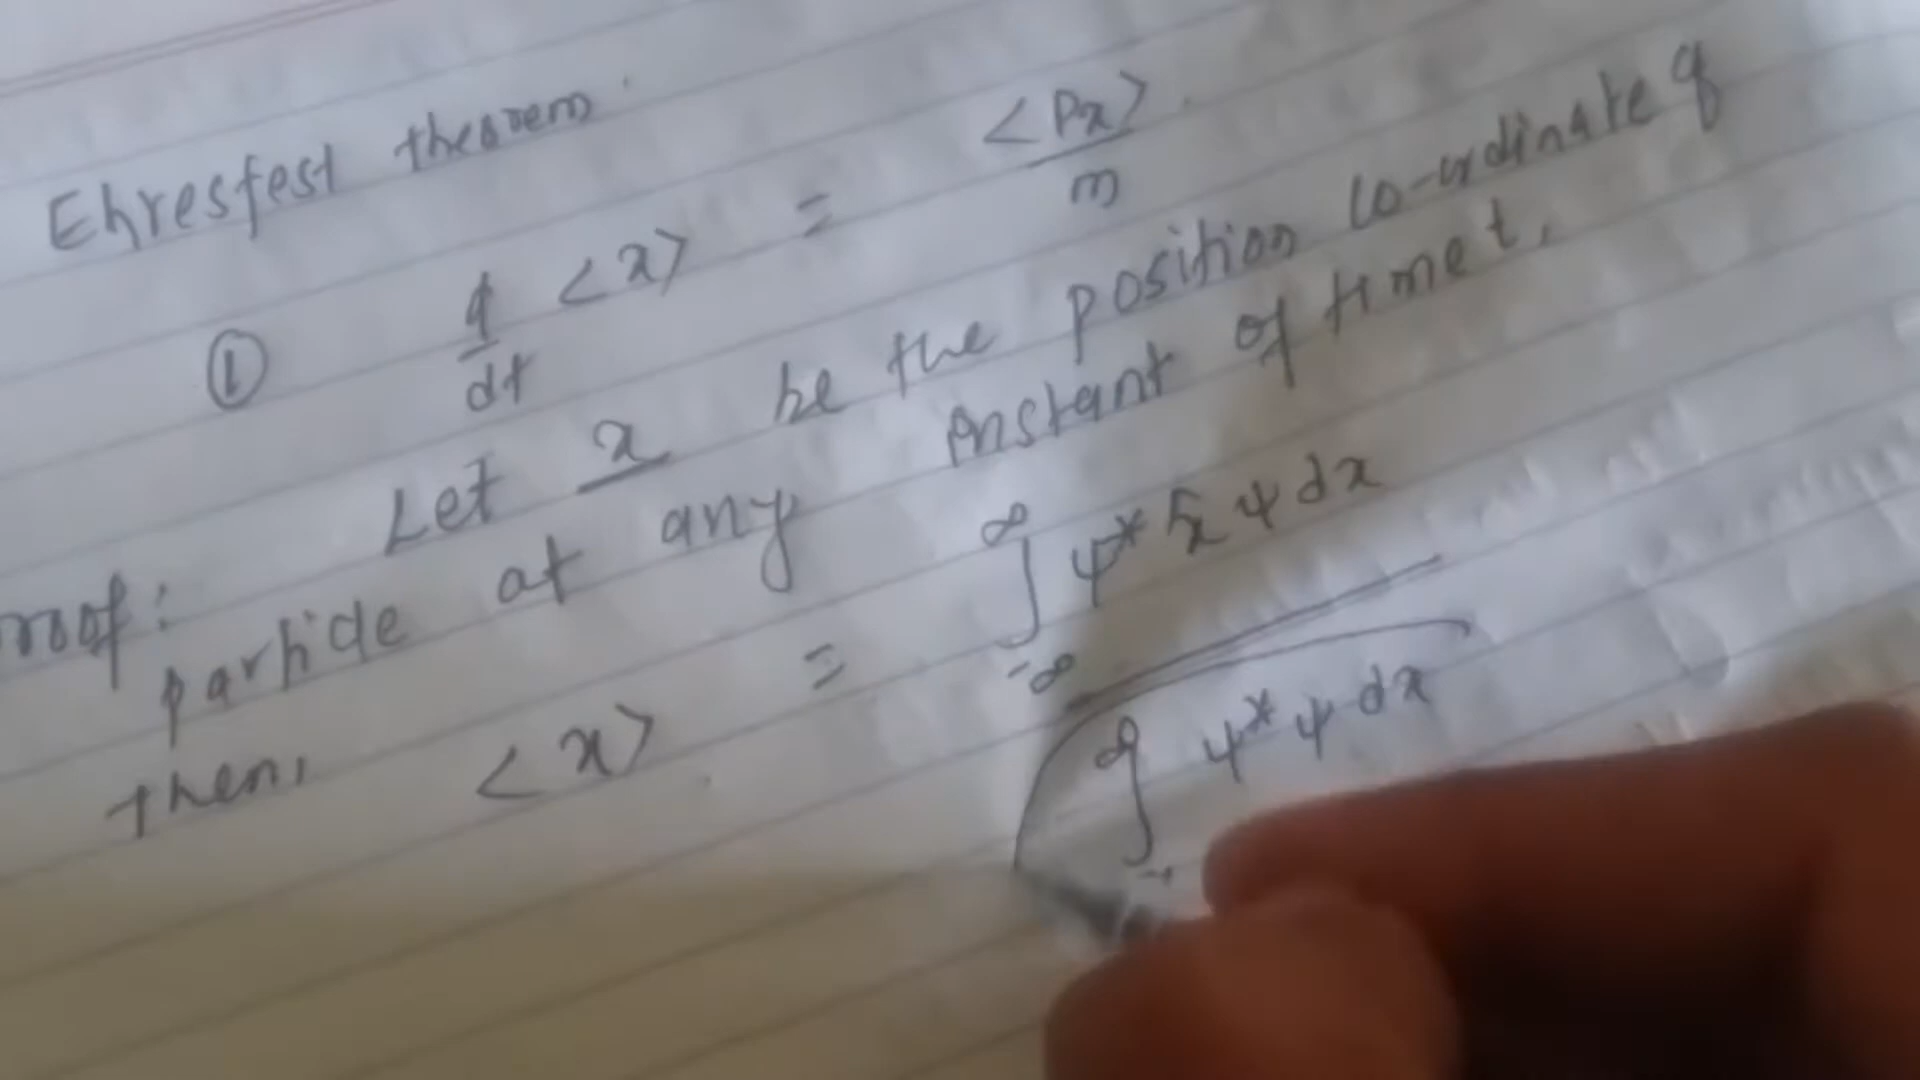 Ehresfest theorem.
① d/dt <x> = <Px>/m.
roof: Let x be the position co-ordinate of
particle at any instant of time t,
then, <x> = ∫_{-∞}^{∞} ψ* x̂ ψ dx
∫^{∞} ψ* ψ dx